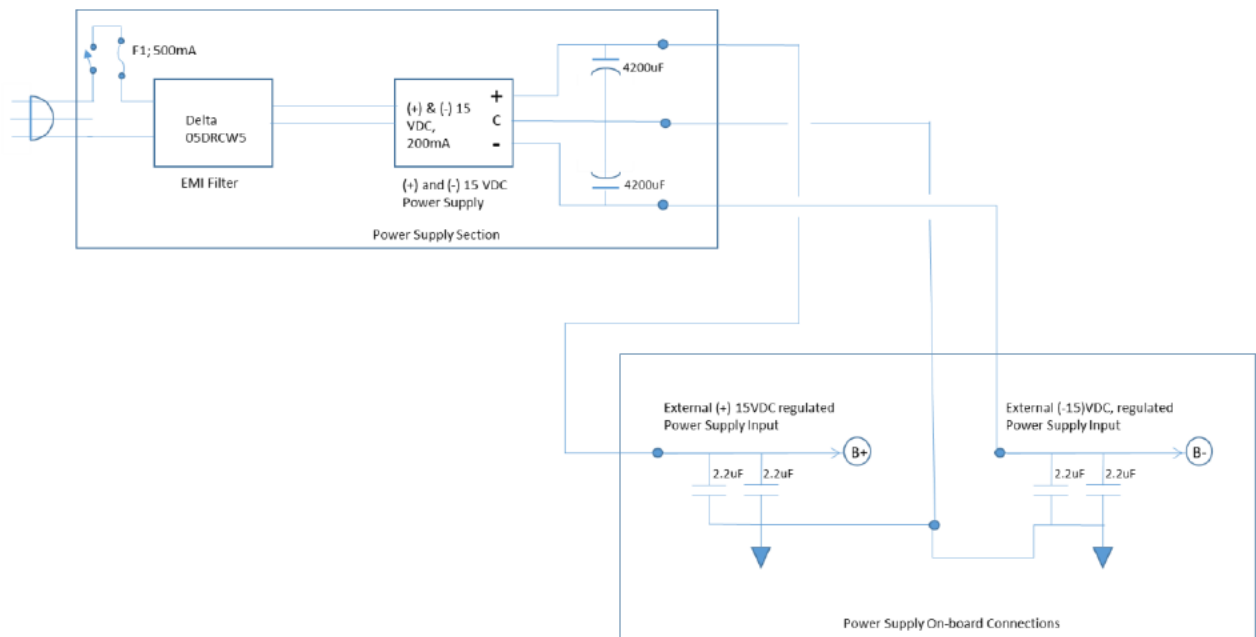 F1; 500mA
4200uF
Delta
05DRCW5
(+) & (-) 15
VDC,
200mA
+
C
-
EMI Filter
(+) and (-) 15 VDC
Power Supply
4200uF
Power Supply Section
External (+) 15VDC regulated
Power Supply Input
External (-15)VDC, regulated
Power Supply Input
B+
B-
2.2uF
2.2uF
2.2uF
2.2uF
Power Supply On-board Connections